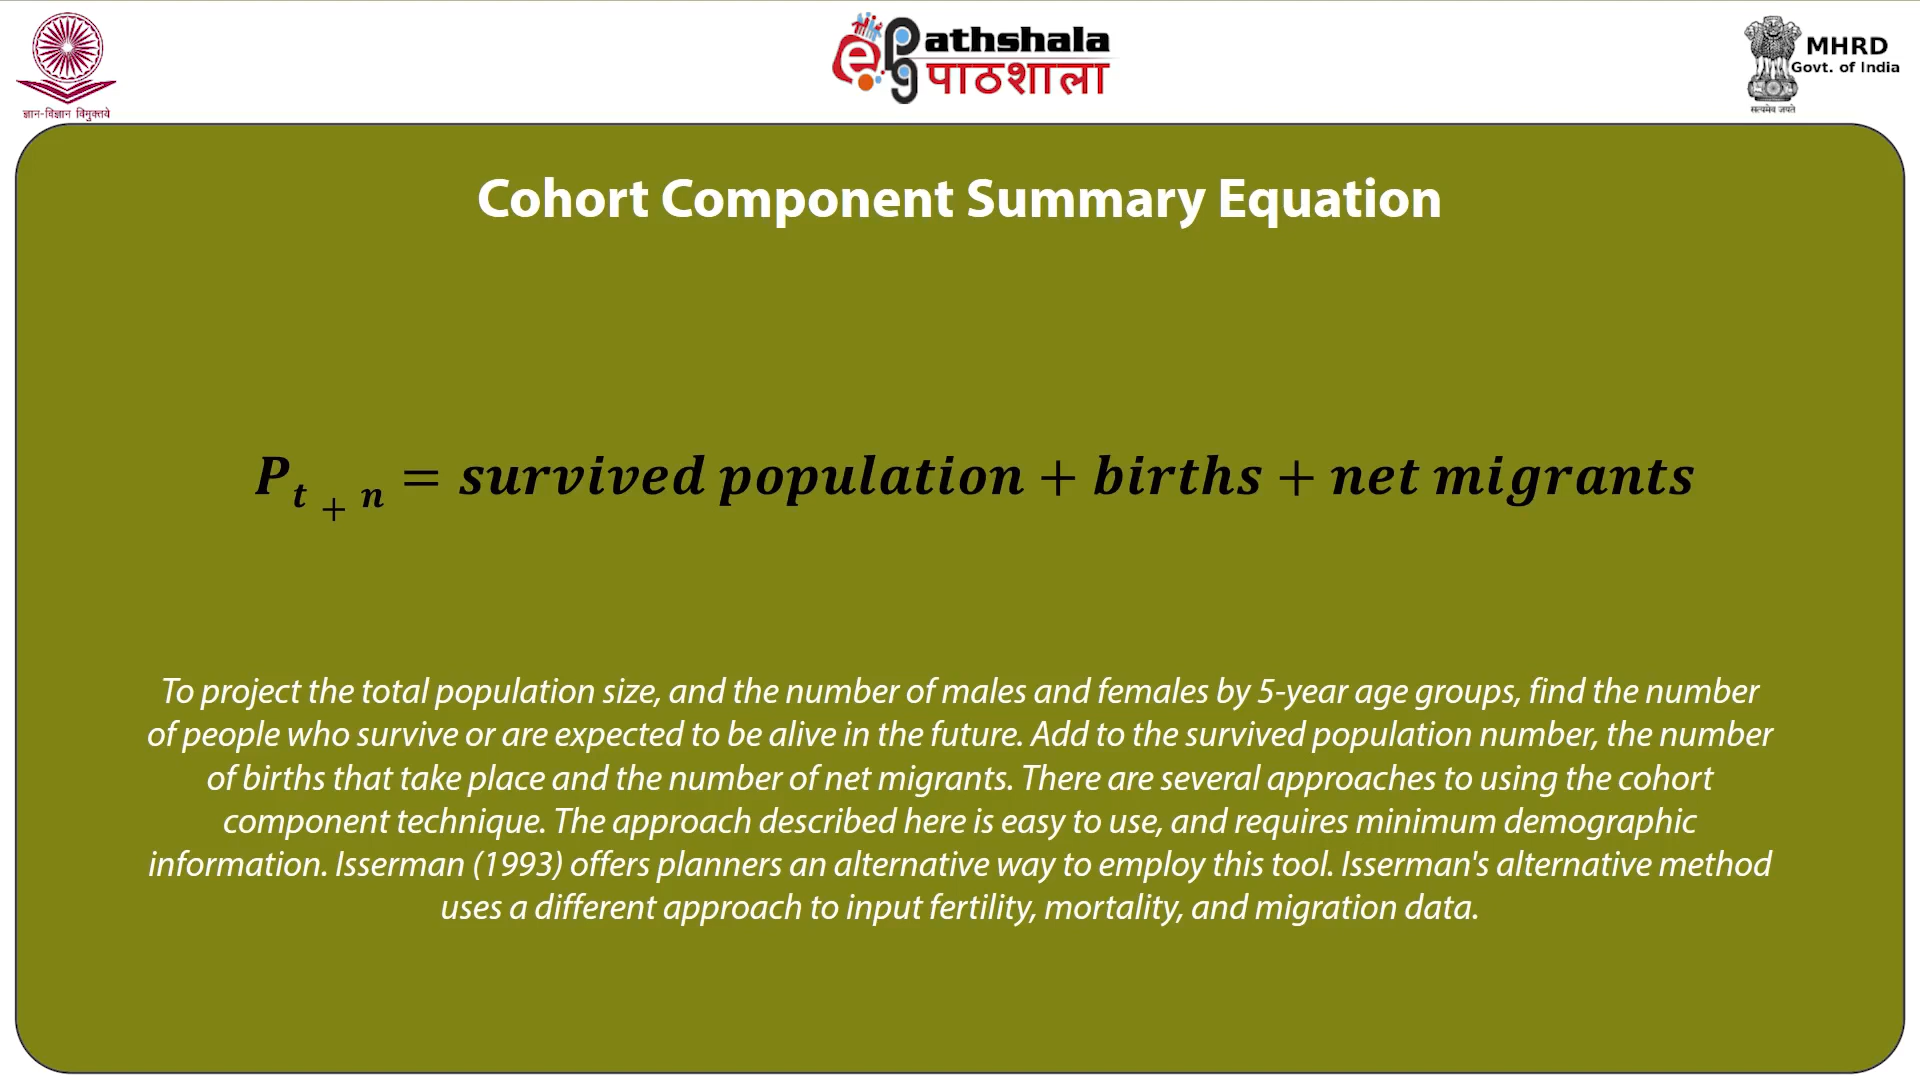 ज्ञान-विज्ञान विमुक्तये
ePG Pathshala
पाठशाला
MHRD
Govt. of India
सत्यमेव जयते
Cohort Component Summary Equation
P t + n = survived population + births + net migrants
To project the total population size, and the number of males and females by 5-year age groups, find the number
of people who survive or are expected to be alive in the future. Add to the survived population number, the number
of births that take place and the number of net migrants. There are several approaches to using the cohort
component technique. The approach described here is easy to use, and requires minimum demographic
information. Isserman (1993) offers planners an alternative way to employ this tool. Isserman's alternative method
uses a different approach to input fertility, mortality, and migration data.